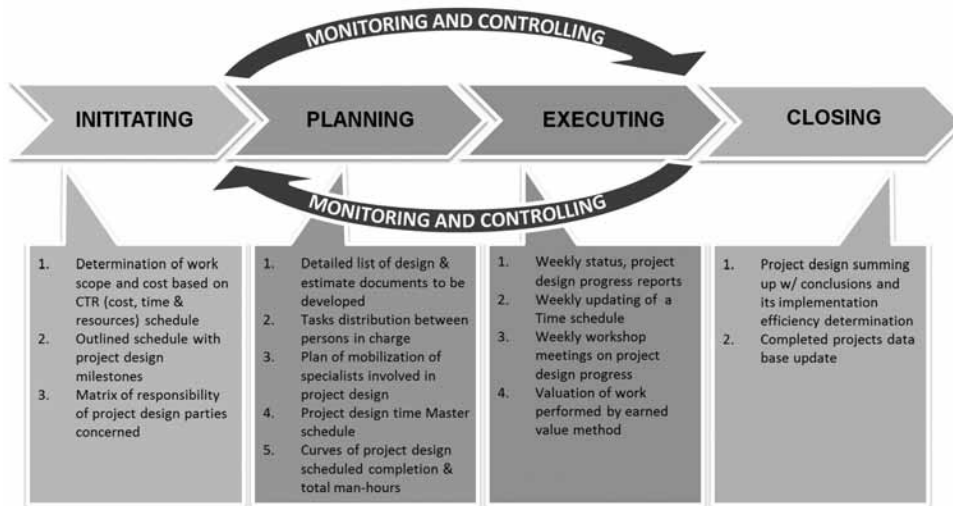 MONITORING AND CONTROLLING
INITITATING
PLANNING
EXECUTING
CLOSING
MONITORING AND CONTROLLING
1. Determination of work
scope and cost based on
CTR (cost, time &
resources) schedule
2. Outlined schedule with
project design
milestones
3. Matrix of responsibility
of project design parties
concerned
1. Detailed list of design &
estimate documents to be
developed
2. Tasks distribution between
persons in charge
3. Plan of mobilization of
specialists involved in
project design
4. Project design time Master
schedule
5. Curves of project design
scheduled completion &
total man-hours
1. Weekly status, project
design progress reports
2. Weekly updating of a
Time schedule
3. Weekly workshop
meetings on project
design progress
4. Valuation of work
performed by earned
value method
1. Project design summing
up w/ conclusions and
its implementation
efficiency determination
2. Completed projects data
base update